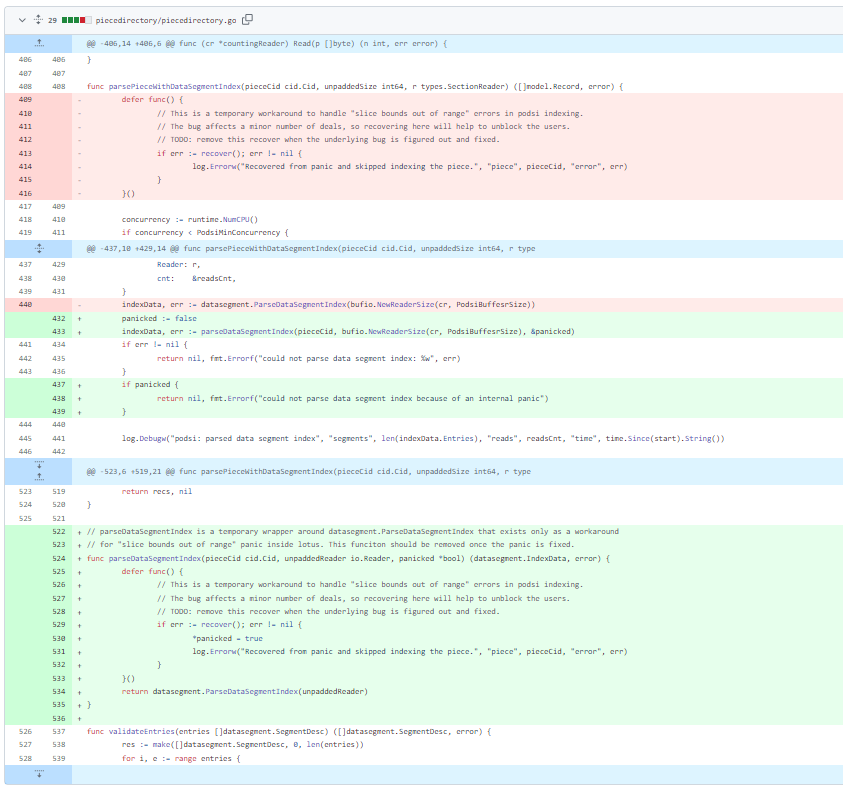 29 piecedirectory/piecedirectory.go
@@ -406,14 +406,6 @@ func (cr *countingReader) Read(p []byte) (n int, err error) {
406 406 }
407 407
408 408 func parsePieceWithDataSegmentIndex(pieceCid cid.Cid, unpaddedSize int64, r types.SectionReader) ([]model.Record, error) {
409 - defer func() {
410 - // This is a temporary workaround to handle "slice bounds out of range" errors in podsi indexing.
411 - // The bug affects a minor number of deals, so recovering here will help to unblock the users.
412 - // TODO: remove this recover when the underlying bug is figured out and fixed.
413 - if err := recover(); err != nil {
414 - log.Errorw("Recovered from panic and skipped indexing the piece.", "piece", pieceCid, "error", err)
415 - }
416 - }()
417 409
418 410 concurrency := runtime.NumCPU()
419 411 if concurrency < PodsiMinConcurrency {
@@ -437,10 +429,14 @@ func parsePieceWithDataSegmentIndex(pieceCid cid.Cid, unpaddedSize int64, r type
437 429 Reader: r,
438 430 cnt: &readsCnt,
439 431 }
440 - indexData, err := datasegment.ParseDataSegmentIndex(bufio.NewReaderSize(cr, PodsiBuffesrSize))
432 + panicked := false
433 + indexData, err := parseDataSegmentIndex(pieceCid, bufio.NewReaderSize(cr, PodsiBuffesrSize), &panicked)
441 434 if err != nil {
442 435 return nil, fmt.Errorf("could not parse data segment index: %w", err)
443 436 }
437 + if panicked {
438 + return nil, fmt.Errorf("could not parse data segment index because of an internal panic")
439 + }
444 440
445 441 log.Debugw("podsi: parsed data segment index", "segments", len(indexData.Entries), "reads", readsCnt, "time", time.Since(start).String())
446 442
@@ -523,6 +519,21 @@ func parsePieceWithDataSegmentIndex(pieceCid cid.Cid, unpaddedSize int64, r type
523 519 return recs, nil
524 520 }
525 521
522 + // parseDataSegmentIndex is a temporary wrapper around datasegment.ParseDataSegmentIndex that exists only as a workaround
523 + // for "slice bounds out of range" panic inside lotus. This funciton should be removed once the panic is fixed.
524 + func parseDataSegmentIndex(pieceCid cid.Cid, unpaddedReader io.Reader, panicked *bool) (datasegment.IndexData, error) {
525 + defer func() {
526 + // This is a temporary workaround to handle "slice bounds out of range" errors in podsi indexing.
527 + // The bug affects a minor number of deals, so recovering here will help to unblock the users.
528 + // TODO: remove this recover when the underlying bug is figured out and fixed.
529 + if err := recover(); err != nil {
530 + *panicked = true
531 + log.Errorw("Recovered from panic and skipped indexing the piece.", "piece", pieceCid, "error", err)
532 + }
533 + }()
534 + return datasegment.ParseDataSegmentIndex(unpaddedReader)
535 + }
536 +
526 537 func validateEntries(entries []datasegment.SegmentDesc) ([]datasegment.SegmentDesc, error) {
527 538 res := make([]datasegment.SegmentDesc, 0, len(entries))
528 539 for i, e := range entries {